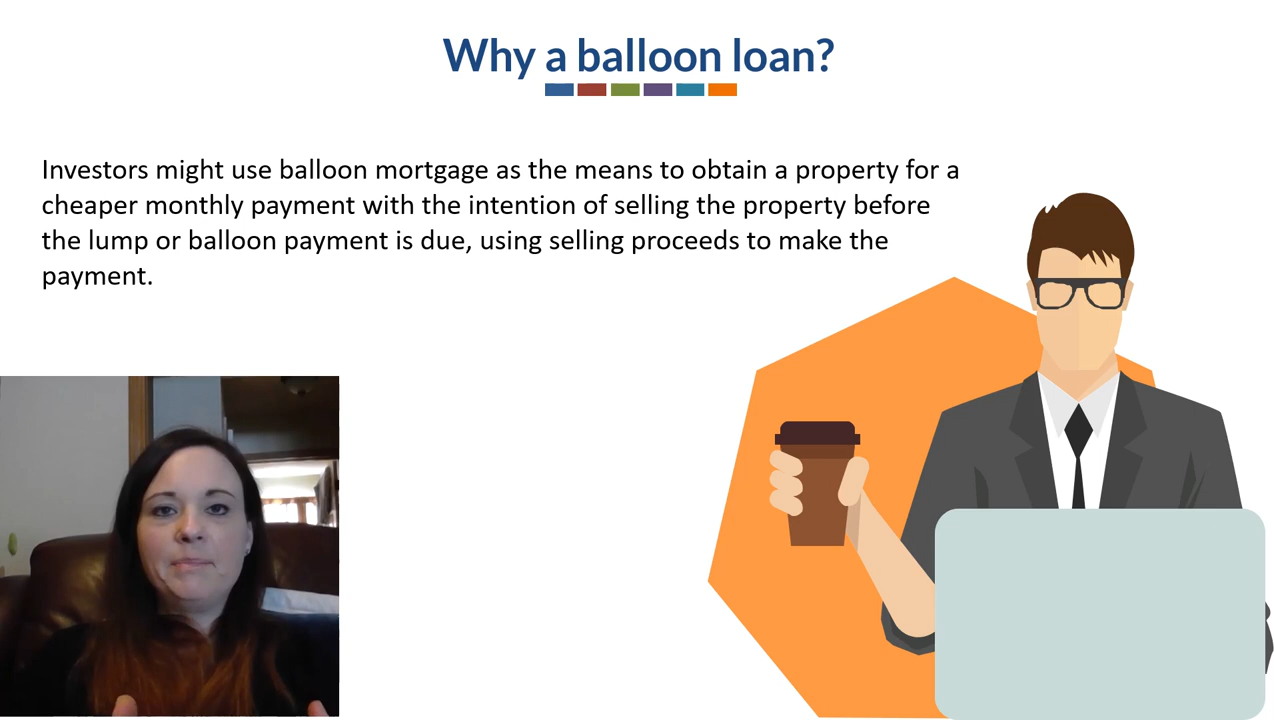 Why a balloon loan?
Investors might use balloon mortgage as the means to obtain a property for a
cheaper monthly payment with the intention of selling the property before
the lump or balloon payment is due, using selling proceeds to make the
payment.